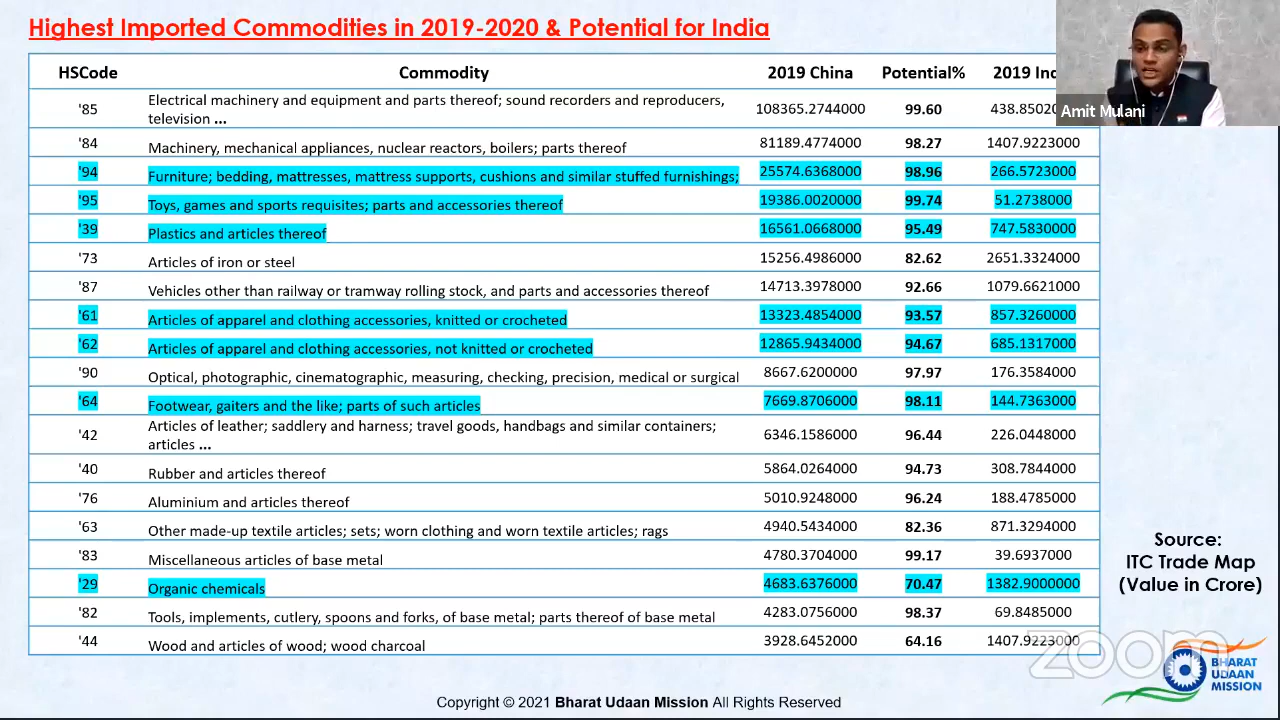 Highest Imported Commodities in 2019-2020 & Potential for India
HSCode Commodity 2019 China Potential% 2019
Amit Mulani
'85 Electrical machinery and equipment and parts thereof; sound recorders and reproducers, television ... 108365.2744000 99.60
'84 Machinery, mechanical appliances, nuclear reactors, boilers; parts thereof 81189.4774000 98.27 1407.9223000
'94 Furniture; bedding, mattresses, mattress supports, cushions and similar stuffed furnishings; 25574.6368000 98.96 266.5723000
'95 Toys, games and sports requisites; parts and accessories thereof 19386.0020000 99.74 51.2738000
'39 Plastics and articles thereof 16561.0668000 95.49 747.5830000
'73 Articles of iron or steel 15256.4986000 82.62 2651.3324000
'87 Vehicles other than railway or tramway rolling stock, and parts and accessories thereof 14713.3978000 92.66 1079.6621000
'61 Articles of apparel and clothing accessories, knitted or crocheted 13323.4854000 93.57 857.3260000
'62 Articles of apparel and clothing accessories, not knitted or crocheted 12865.9434000 94.67 685.1317000
'90 Optical, photographic, cinematographic, measuring, checking, precision, medical or surgical 8667.6200000 97.97 176.3584000
'64 Footwear, gaiters and the like; parts of such articles 7669.8706000 98.11 144.7363000
'42 Articles of leather; saddlery and harness; travel goods, handbags and similar containers; articles ... 6346.1586000 96.44 226.0448000
'40 Rubber and articles thereof 5864.0264000 94.73 308.7844000
'76 Aluminium and articles thereof 5010.9248000 96.24 188.4785000
'63 Other made-up textile articles; sets; worn clothing and worn textile articles; rags 4940.5434000 82.36 871.3294000
'83 Miscellaneous articles of base metal 4780.3704000 99.17 39.6937000
'29 Organic chemicals 4683.6376000 70.47 1382.9000000
'82 Tools, implements, cutlery, spoons and forks, of base metal; parts thereof of base metal 4283.0756000 98.37 69.8485000
'44 Wood and articles of wood; wood charcoal 3928.6452000 64.16 1407.9223000
Source:
ITC Trade Map
(Value in Crore)
zoom
BHARAT
UDAAN
MISSION
Copyright © 2021 Bharat Udaan Mission All Rights Reserved